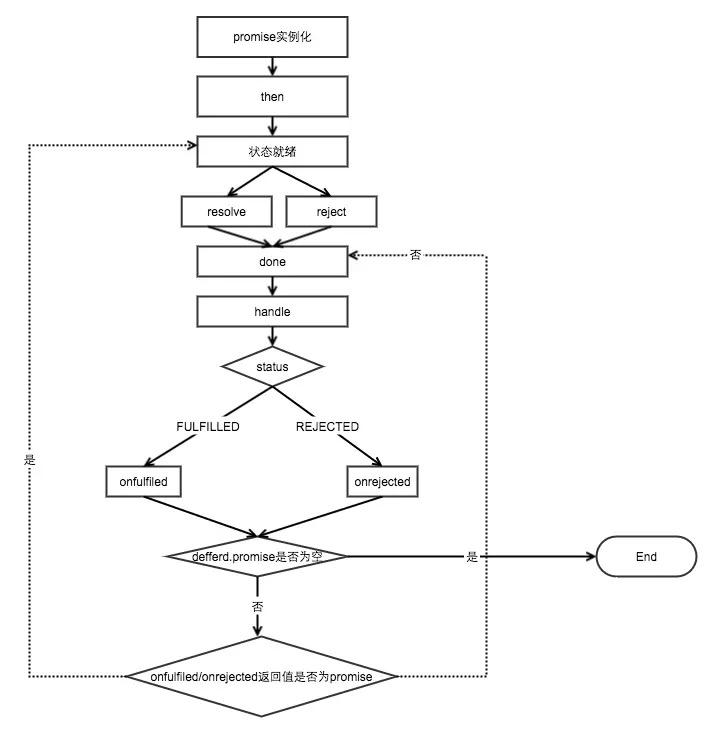 promise实例化
then
状态就绪
resolve
reject
done
否
handle
status
FULFILLED
REJECTED
是
onfulfiled
onrejected
defferd.promise是否为空
是
End
否
onfulfiled/onrejected返回值是否为promise